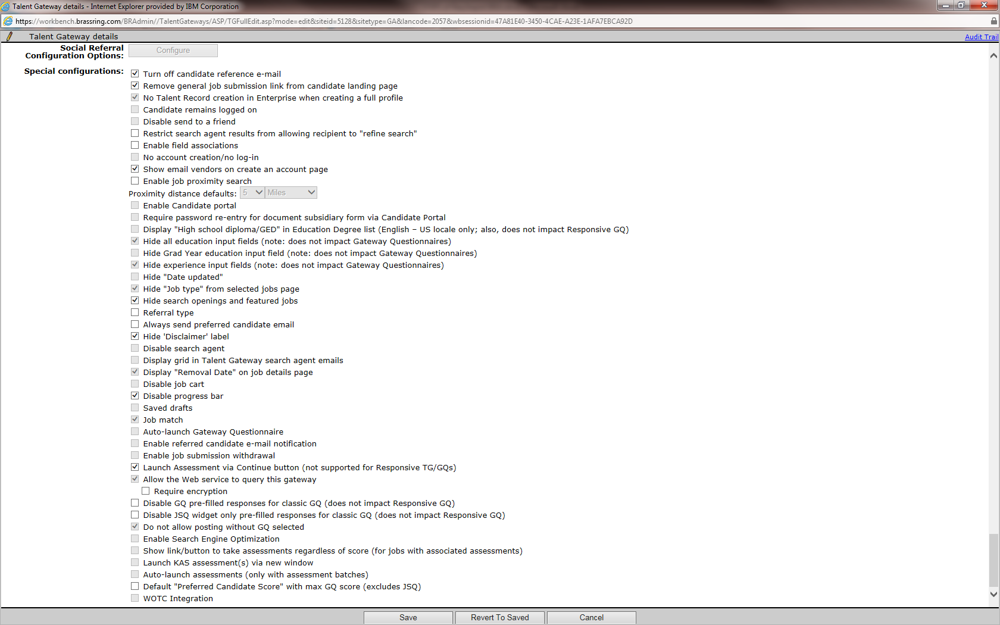 Talent Gateway details - Internet Explorer provided by IBM Corporation
https://workbench.brassring.com/BRAdmin//TalentGateways/ASP/TGFullEdit.asp?mode=edit&siteid=5128&sitetype=GA&lancode=2057&wbsessionid=47A81E40-3450-4CAE-A23E-1AFA7EBCA92D
Talent Gateway details Audit Trail
Social Referral
Configuration Options: Configure
Special configurations:
Turn off candidate reference e-mail
Remove general job submission link from candidate landing page
No Talent Record creation in Enterprise when creating a full profile
Candidate remains logged on
Disable send to a friend
Restrict search agent results from allowing recipient to "refine search"
Enable field associations
No account creation/no log-in
Show email vendors on create an account page
Enable job proximity search
Proximity distance defaults: 5 Miles
Enable Candidate portal
Require password re-entry for document subsidiary form via Candidate Portal
Display "High school diploma/GED" in Education Degree list (English – US locale only; also, does not impact Responsive GQ)
Hide all education input fields (note: does not impact Gateway Questionnaires)
Hide Grad Year education input field (note: does not impact Gateway Questionnaires)
Hide experience input fields (note: does not impact Gateway Questionnaires)
Hide "Date updated"
Hide "Job type" from selected jobs page
Hide search openings and featured jobs
Referral type
Always send preferred candidate email
Hide 'Disclaimer' label
Disable search agent
Display grid in Talent Gateway search agent emails
Display "Removal Date" on job details page
Disable job cart
Disable progress bar
Saved drafts
Job match
Auto-launch Gateway Questionnaire
Enable referred candidate e-mail notification
Enable job submission withdrawal
Launch Assessment via Continue button (not supported for Responsive TG/GQs)
Allow the Web service to query this gateway
Require encryption
Disable GQ pre-filled responses for classic GQ (does not impact Responsive GQ)
Disable JSQ widget only pre-filled responses for classic GQ (does not impact Responsive GQ)
Do not allow posting without GQ selected
Enable Search Engine Optimization
Show link/button to take assessments regardless of score (for jobs with associated assessments)
Launch KAS assessment(s) via new window
Auto-launch assessments (only with assessment batches)
Default "Preferred Candidate Score" with max GQ score (excludes JSQ)
WOTC Integration
Save Revert To Saved Cancel